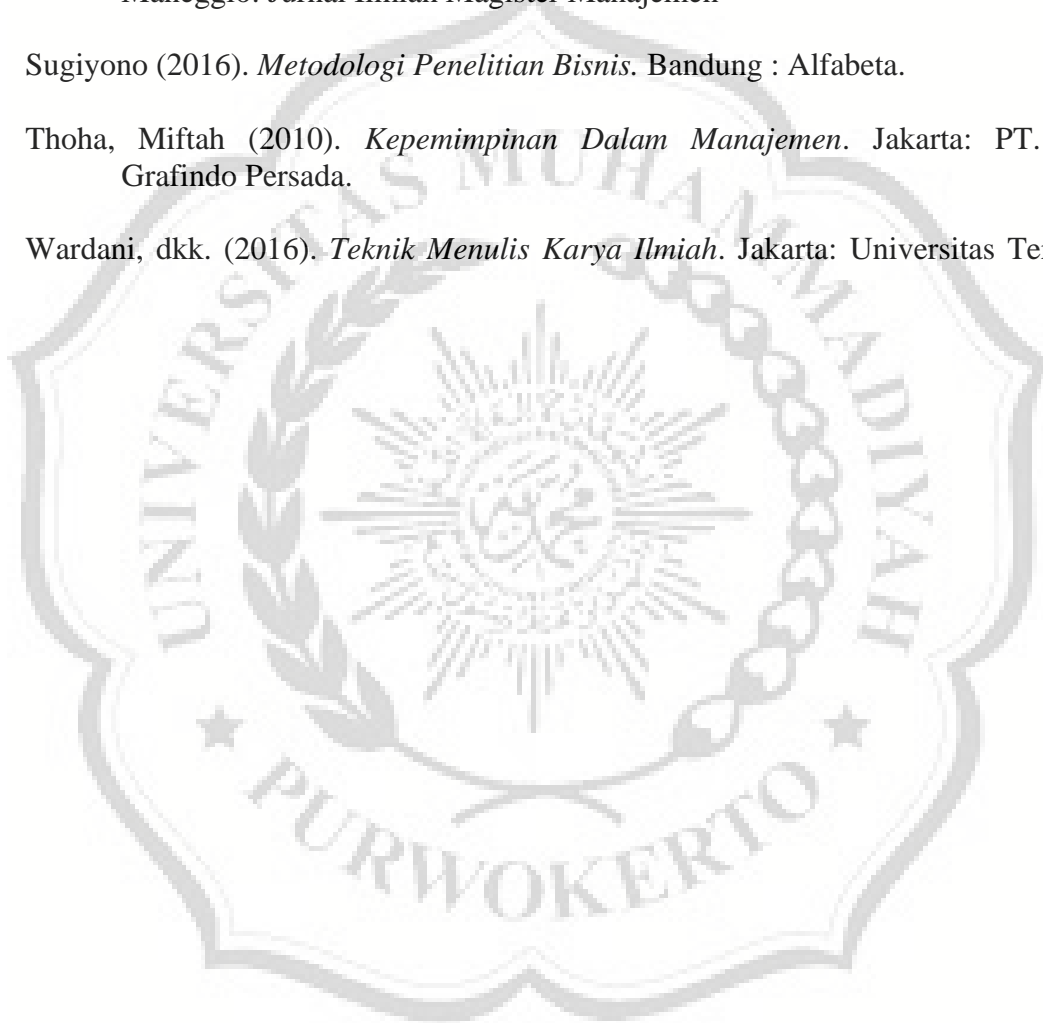 Maneggio: Jurnal Ilmiah Magister Manajemen
Sugiyono (2016). Metodologi Penelitian Bisnis. Bandung : Alfabeta.
Thoha, Miftah (2010). Kepemimpinan Dalam Manajemen. Jakarta: PT.
Grafindo Persada.
Wardani, dkk. (2016). Teknik Menulis Karya Ilmiah. Jakarta: Universitas
UNIVERSITAS MUHAMMADIYAH
PURWOKERTO